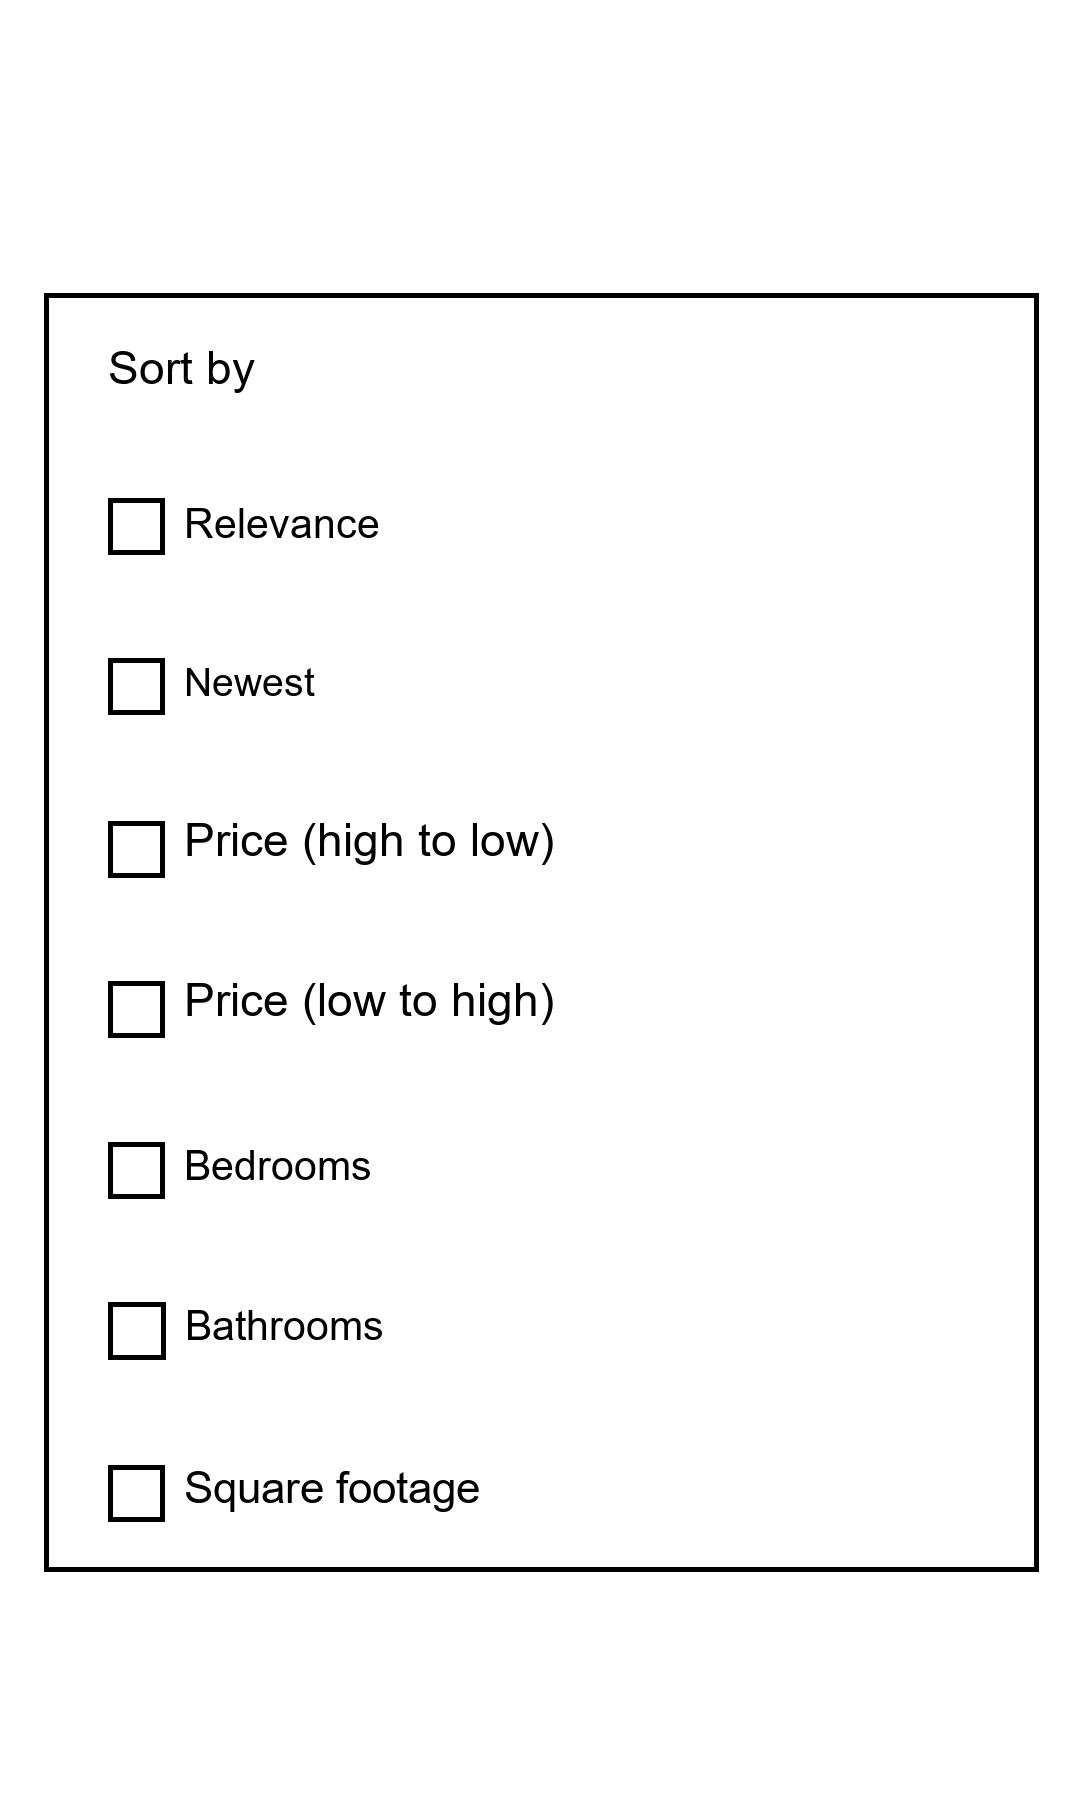 Sort by
Relevance
Newest
Price (high to low)
Price (low to high)
Bedrooms
Bathrooms
Square footage